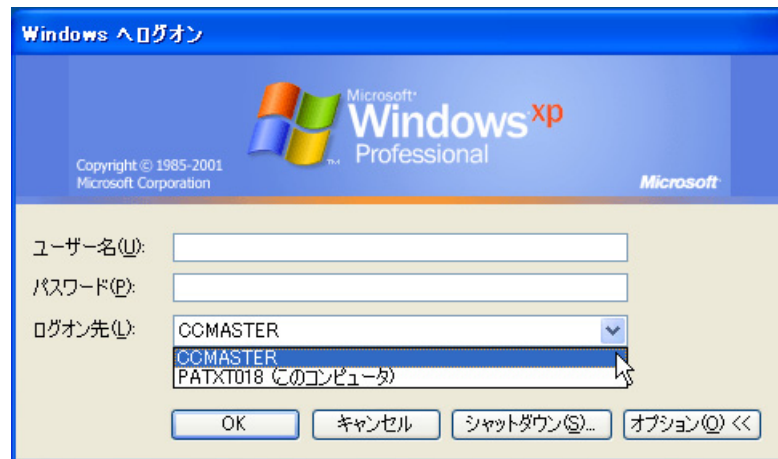 Windows へログオン
Microsoft
Windows xp
Professional
Copyright © 1985-2001
Microsoft Corporation
Microsoft
ユーザー名(U):
パスワード(P):
ログオン先(L): CCMASTER
CCMASTER
PATXT018 (このコンピュータ)
OK キャンセル シャットダウン(S)... オプション(O) <<